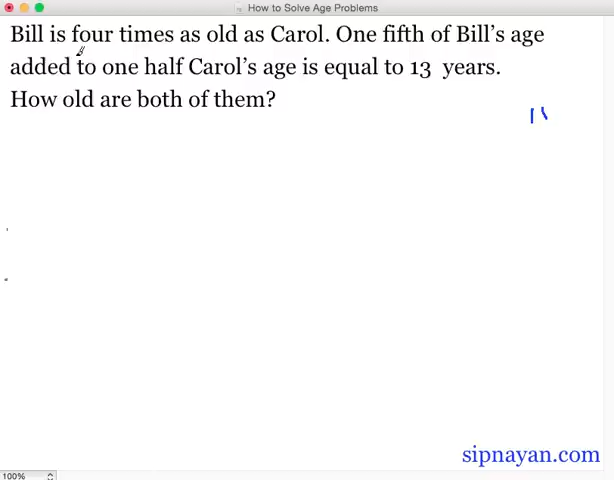 How to Solve Age Problems
Bill is four times as old as Carol. One fifth of Bill's age
added to one half Carol's age is equal to 13 years.
How old are both of them?
sipnayan.com
100%